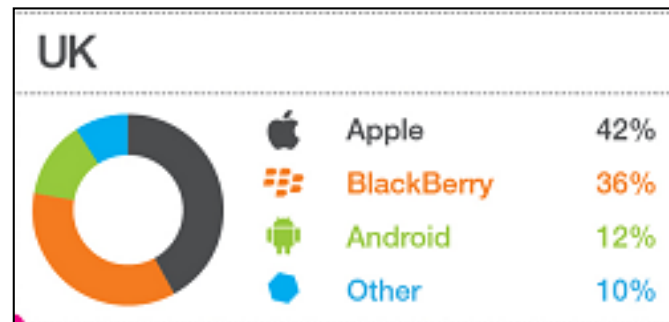 UK
Apple 42%
BlackBerry 36%
Android 12%
Other 10%